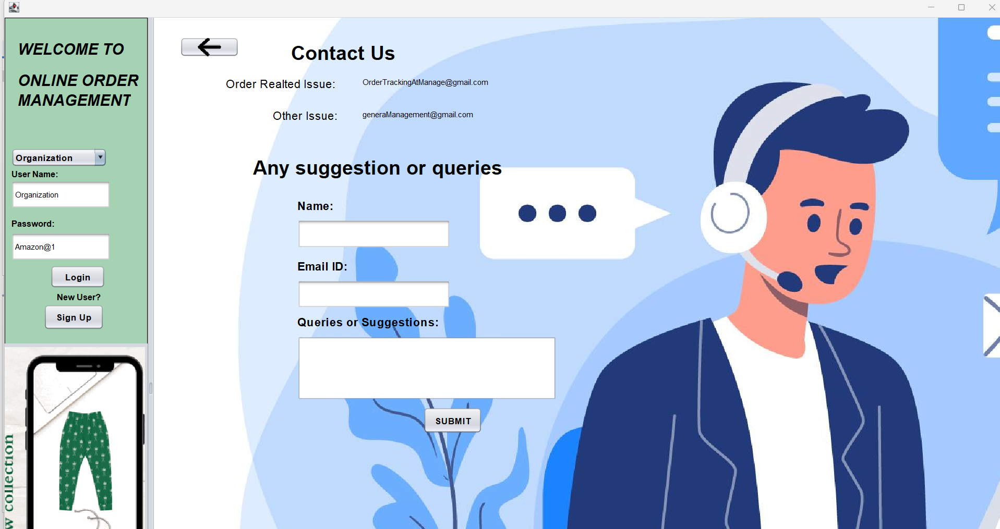 WELCOME TO
ONLINE ORDER
MANAGEMENT
Organization
User Name:
Organization
Password:
Amazon@1
Login
New User?
Sign Up
w collection
Contact Us
Order Realted Issue:
OrderTrackingAtManage@gmail.com
Other Issue:
generaManagement@gmail.com
Any suggestion or queries
Name:
Email ID:
Queries or Suggestions:
SUBMIT